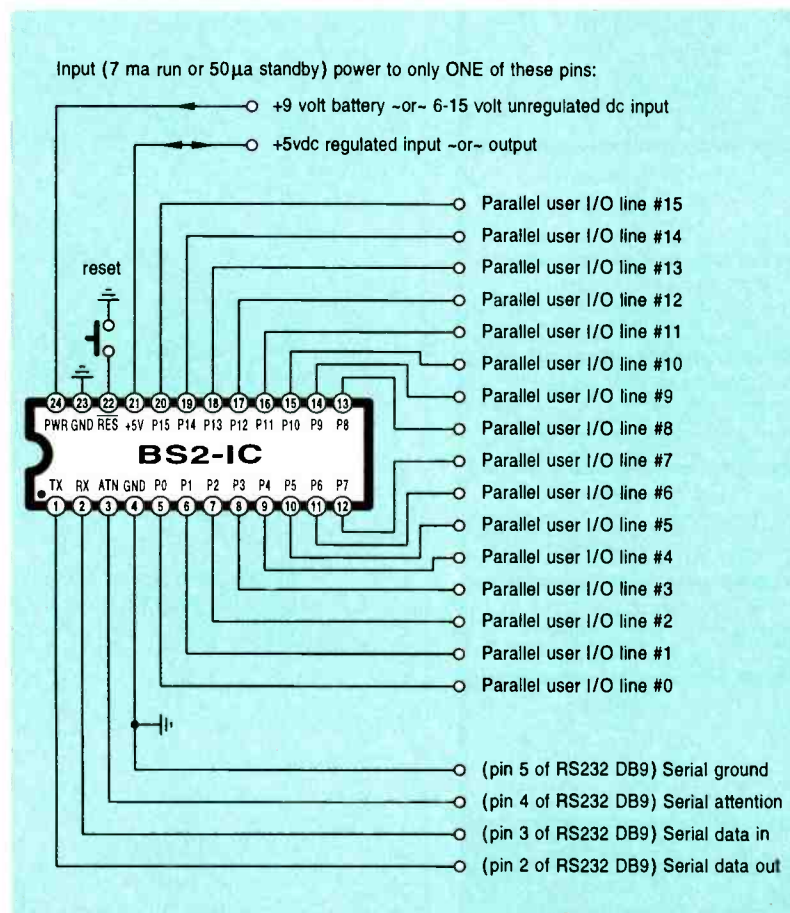 Input (7 ma run or 50µa standby) power to only ONE of these pins:
+9 volt battery ~or~ 6-15 volt unregulated dc input
+5vdc regulated input ~or~ output
Parallel user I/O line #15
Parallel user I/O line #14
reset
Parallel user I/O line #13
Parallel user I/O line #12
Parallel user I/O line #11
Parallel user I/O line #10
Parallel user I/O line #9
Parallel user I/O line #8
Parallel user I/O line #7
Parallel user I/O line #6
Parallel user I/O line #5
Parallel user I/O line #4
Parallel user I/O line #3
Parallel user I/O line #2
Parallel user I/O line #1
Parallel user I/O line #0
24 23 22 21 20 19 18 17 16 15 14 13
PWR GND RES +5V P15 P14 P13 P12 P11 P10 P9 P8
BS2-IC
TX RX ATN GND P0 P1 P2 P3 P4 P5 P6 P7
1 2 3 4 5 6 7 8 9 10 11 12
(pin 5 of RS232 DB9) Serial ground
(pin 4 of RS232 DB9) Serial attention
(pin 3 of RS232 DB9) Serial data in
(pin 2 of RS232 DB9) Serial data out